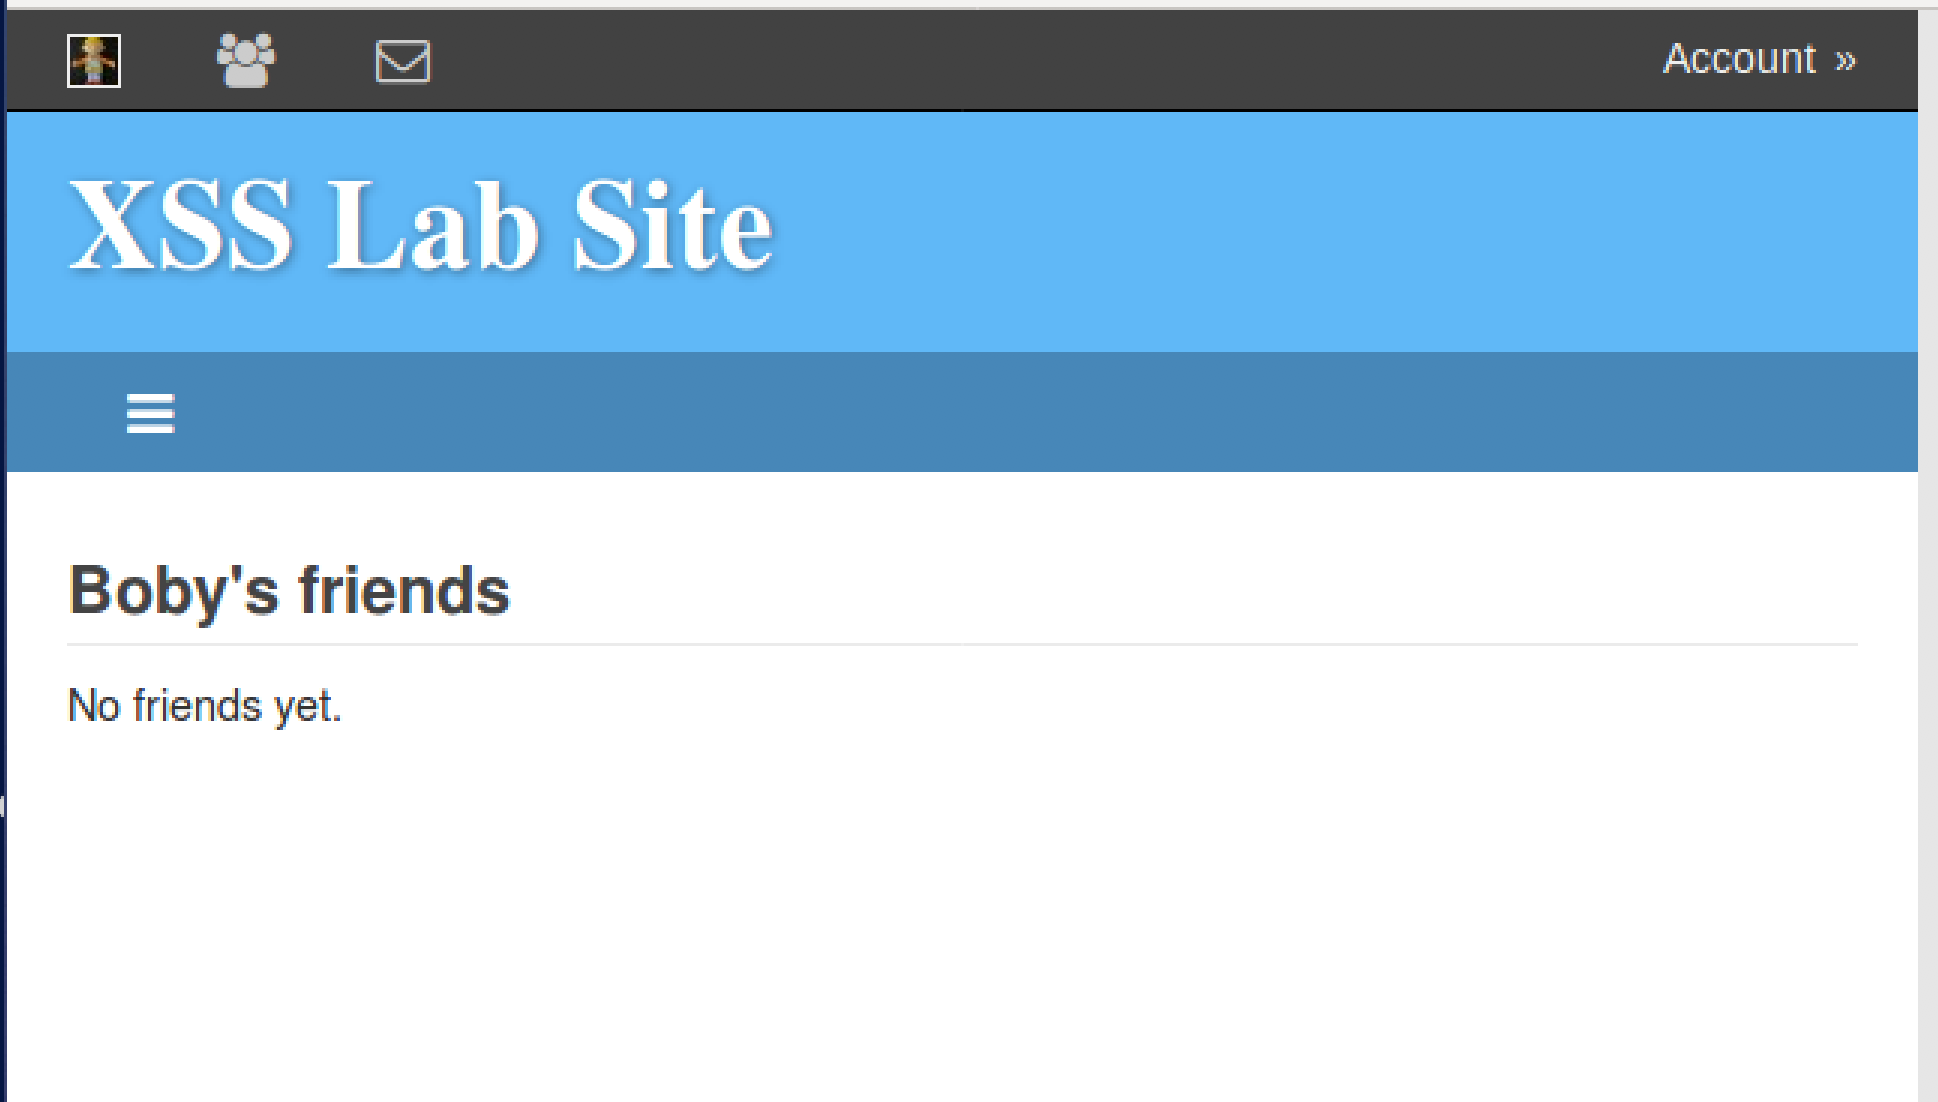 Account »
XSS Lab Site
Boby's friends
No friends yet.